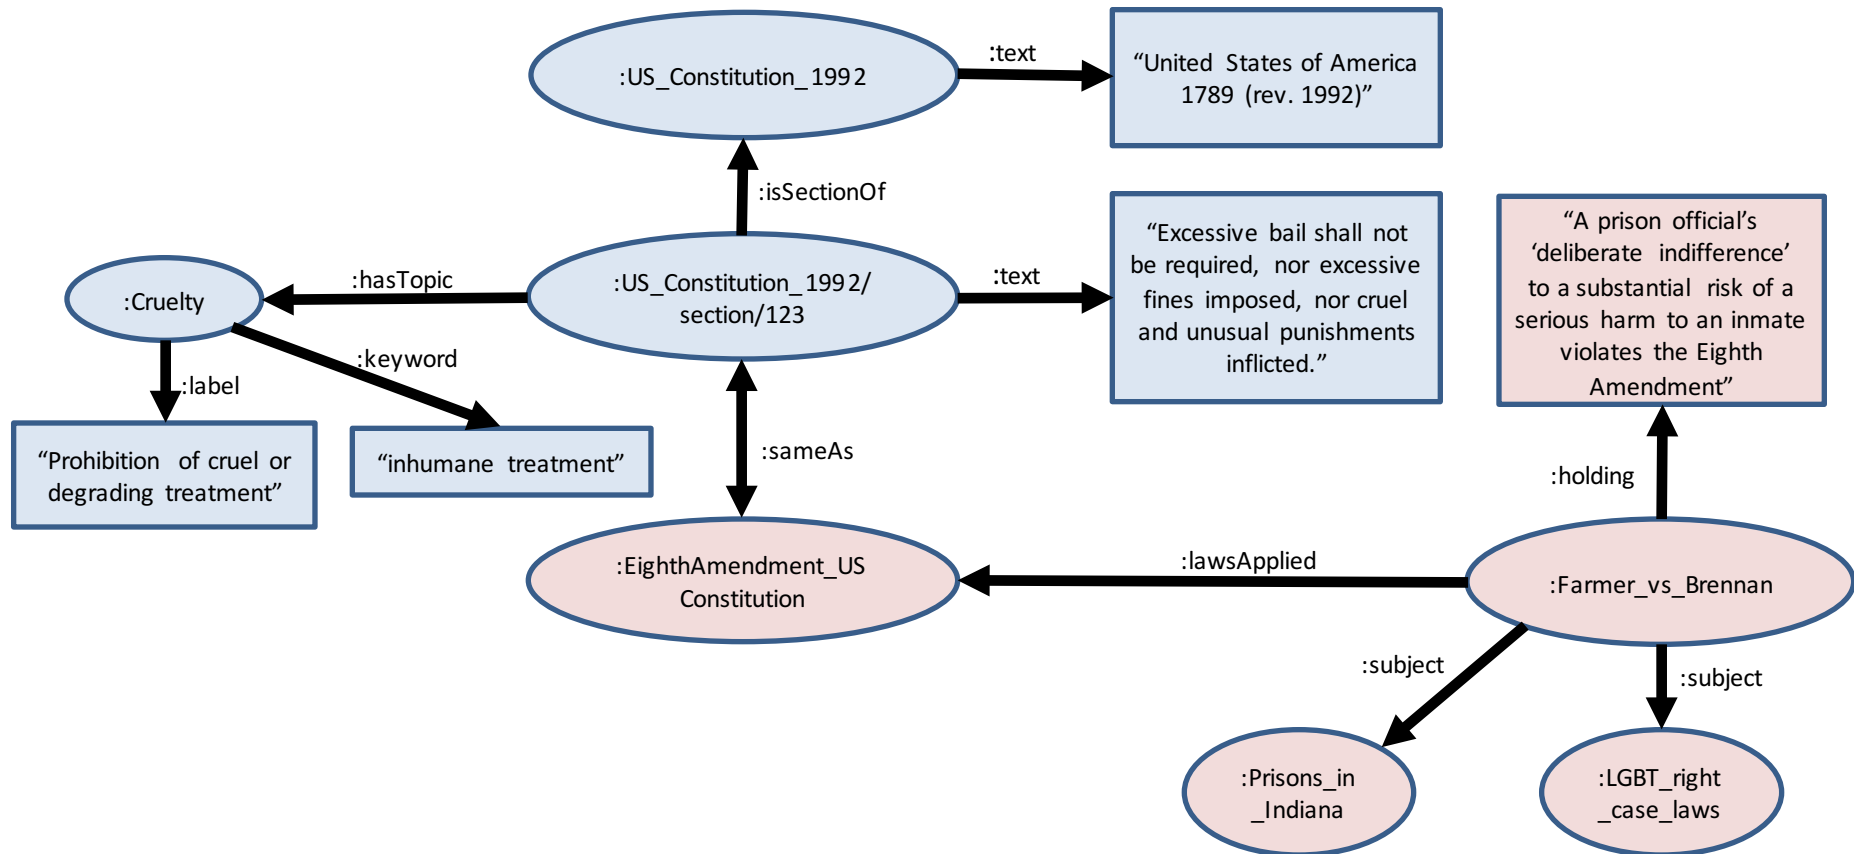 :US_Constitution_1992
:text
“United States of America
1789 (rev. 1992)”
:isSectionOf
:Cruelty
:hasTopic
:US_Constitution_1992/
section/123
:text
“Excessive bail shall not
be required, nor excessive
fines imposed, nor cruel
and unusual punishments
inflicted.”
“A prison official’s
‘deliberate indifference’
to a substantial risk of a
serious harm to an inmate
violates the Eighth
Amendment”
:label
:keyword
“Prohibition of cruel or
degrading treatment”
“inhumane treatment”
:sameAs
:holding
:EighthAmendment_US
Constitution
:lawsApplied
:Farmer_vs_Brennan
:subject
:subject
:Prisons_in
_Indiana
:LGBT_right
_case_laws